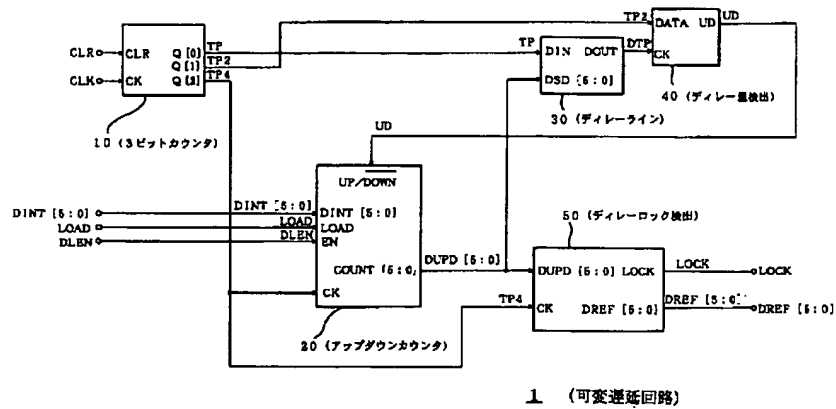 TP2 DATA UD UD
CLR CLR Q[0] TP TP DIN DOUT DTP CK
Q[1] TP2
CLK CK Q[2] TP4 DSD [5:0] 40 (ディレー量検出)
30 (ディレーライン)
10 (3ビットカウンタ) UD
UP/DOWN
DINT [5:0] DINT [5:0] DINT [5:0] 50 (ディレーロック検出)
LOAD LOAD LOAD
DLEN DLEN EN
COUNT [5:0] DUPD [5:0] DUPD [5:0] LOCK LOCK LOCK
CK TP4 CK DREF [5:0] DREF [5:0] DREF [5:0]
20 (アップダウンカウンタ)
1 (可変遅延回路)